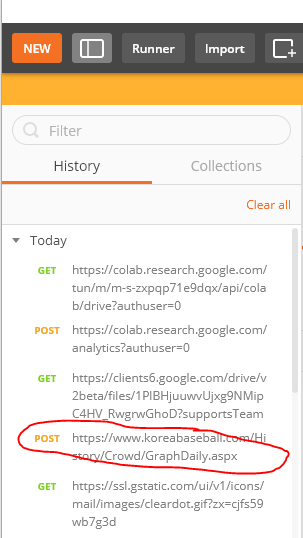 NEW Runner Import
Filter
History Collections
Clear all
Today
GET https://colab.research.google.com/
tun/m/m-s-zxpqp71e9dqx/api/cola
b/drive?authuser=0
POST https://colab.research.google.com/
analytics?authuser=0
GET https://clients6.google.com/drive/v
2beta/files/1PlBHjuuwvUjxg9NMip
C4HV_RwgrwGhoD?supportsTeam
POST https://www.koreabaseball.com/Hi
story/Crowd/GraphDaily.aspx
GET https://ssl.gstatic.com/ui/v1/icons/
mail/images/cleardot.gif?zx=cjfs59
wb7g3d